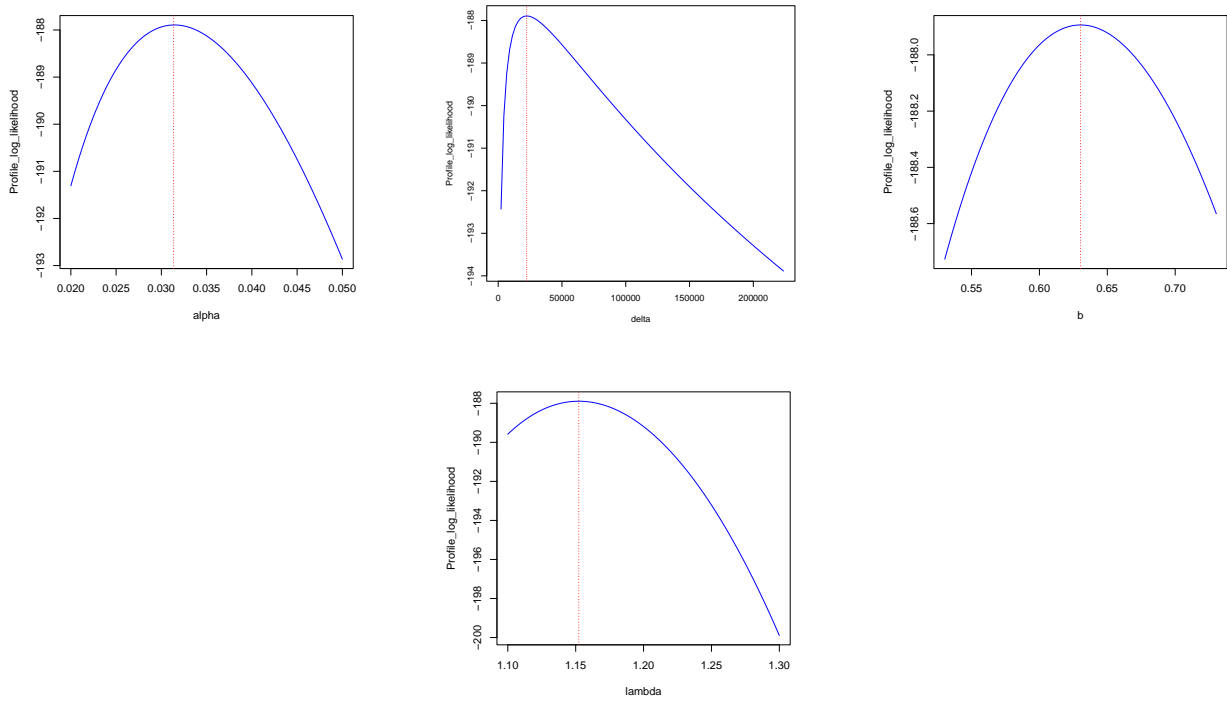 Profile_log_likelihood
−188
−189
−190
−191
−192
−193
0.020 0.025 0.030 0.035 0.040 0.045 0.050
alpha
Profile_log_likelihood
−188
−189
−190
−191
−192
−193
−194
0 50000 100000 150000 200000
delta
Profile_log_likelihood
−188.0
−188.2
−188.4
−188.6
0.55 0.60 0.65 0.70
b
Profile_log_likelihood
−188
−190
−192
−194
−196
−198
−200
1.10 1.15 1.20 1.25 1.30
lambda